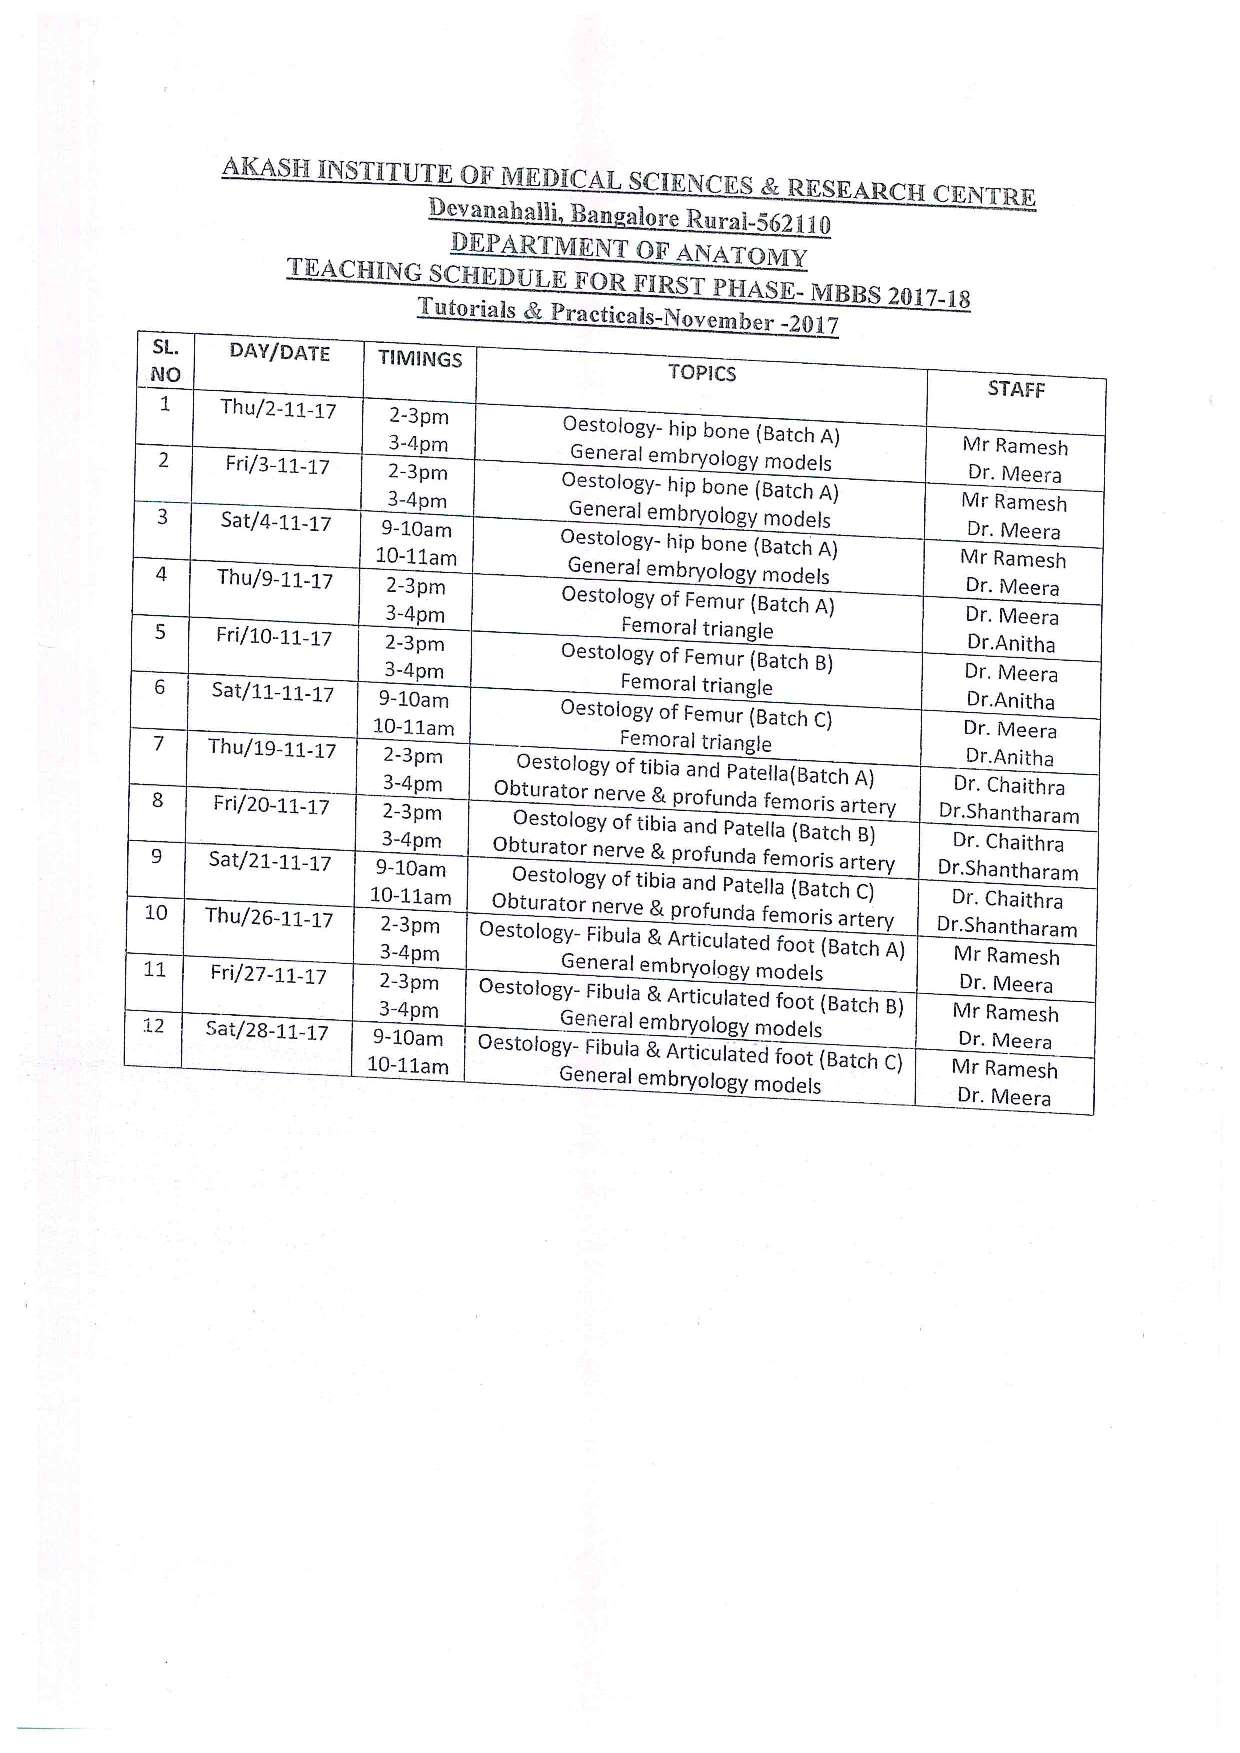 AKASH INSTITUTE OF MEDICAL SCIENCES & RESEARCH CENTRE
Devanahalli, Bangalore Rural-562110
DEPARTMENT OF ANATOMY
TEACHING SCHEDULE FOR FIRST PHASE- MBBS 2017-18
Tutorials & Practicals-November -2017
SL. NO DAY/DATE TIMINGS TOPICS STAFF
1 Thu/2-11-17 2-3pm Oestology- hip bone (Batch A) Mr Ramesh
3-4pm General embryology models Dr. Meera
2 Fri/3-11-17 2-3pm Oestology- hip bone (Batch A) Mr Ramesh
3-4pm General embryology models Dr. Meera
3 Sat/4-11-17 9-10am Oestology- hip bone (Batch A) Mr Ramesh
10-11am General embryology models Dr. Meera
4 Thu/9-11-17 2-3pm Oestology of Femur (Batch A) Dr. Meera
3-4pm Femoral triangle Dr.Anitha
5 Fri/10-11-17 2-3pm Oestology of Femur (Batch B) Dr. Meera
3-4pm Femoral triangle Dr.Anitha
6 Sat/11-11-17 9-10am Oestology of Femur (Batch C) Dr. Meera
10-11am Femoral triangle Dr.Anitha
7 Thu/19-11-17 2-3pm Oestology of tibia and Patella(Batch A) Dr. Chaithra
3-4pm Obturator nerve & profunda femoris artery Dr.Shantharam
8 Fri/20-11-17 2-3pm Oestology of tibia and Patella (Batch B) Dr. Chaithra
3-4pm Obturator nerve & profunda femoris artery Dr.Shantharam
9 Sat/21-11-17 9-10am Oestology of tibia and Patella (Batch C) Dr. Chaithra
10-11am Obturator nerve & profunda femoris artery Dr.Shantharam
10 Thu/26-11-17 2-3pm Oestology- Fibula & Articulated foot (Batch A) Mr Ramesh
3-4pm General embryology models Dr. Meera
11 Fri/27-11-17 2-3pm Oestology- Fibula & Articulated foot (Batch B) Mr Ramesh
3-4pm General embryology models Dr. Meera
12 Sat/28-11-17 9-10am Oestology- Fibula & Articulated foot (Batch C) Mr Ramesh
10-11am General embryology models Dr. Meera